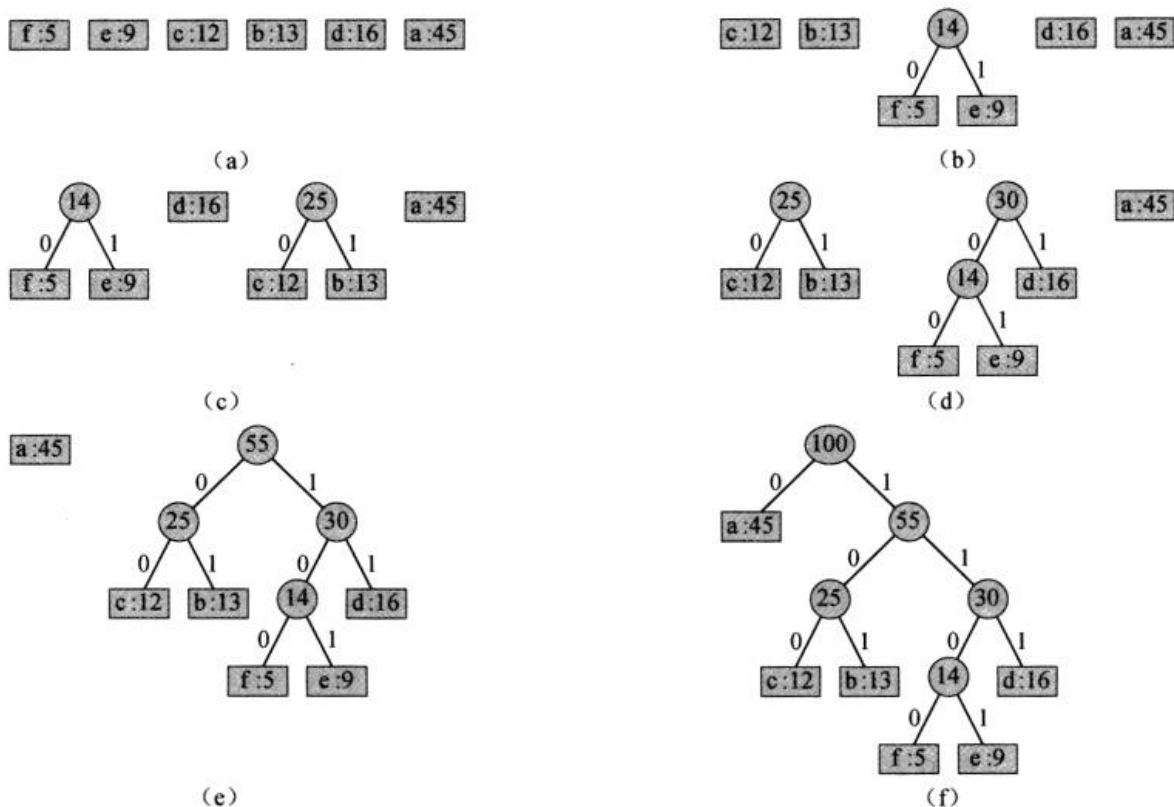 f:5 e:9 c:12 b:13 d:16 a:45
(a)
c:12 b:13 14 d:16 a:45
0 1
f:5 e:9
(b)
14 d:16 25 a:45
0 1 0 1
f:5 e:9 c:12 b:13
(c)
25 30 a:45
0 1 0 1
c:12 b:13 14 d:16
0 1
f:5 e:9
(d)
a:45 55
0 1
25 30
0 1 0 1
c:12 b:13 14 d:16
0 1
f:5 e:9
(e)
100
0 1
a:45 55
0 1
25 30
0 1 0 1
c:12 b:13 14 d:16
0 1
f:5 e:9
(f)